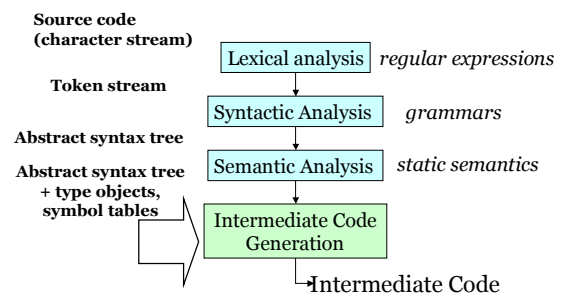 Source code
(character stream)
Lexical analysis
regular expressions
Token stream
Syntactic Analysis
grammars
Abstract syntax tree
Semantic Analysis
static semantics
Abstract syntax tree
+ type objects,
symbol tables
Intermediate Code
Generation
Intermediate Code